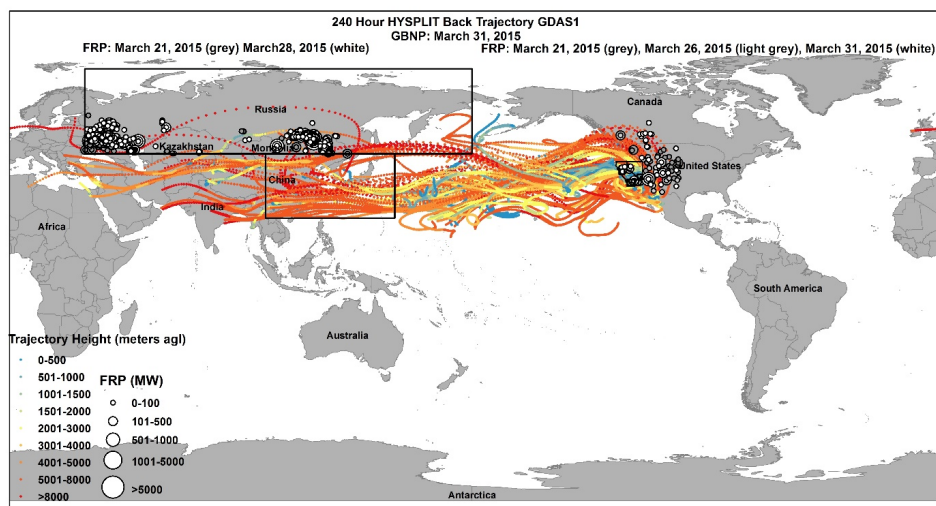 240 Hour HYSPLIT Back Trajectory GDAS1
GBNP: March 31, 2015
FRP: March 21, 2015 (grey) March28, 2015 (white)
FRP: March 21, 2015 (grey), March 26, 2015 (light grey), March 31, 2015 (white)
Russia
Canada
Kazakhstan
United States
China
India
Africa
South America
Australia
Trajectory Height (meters agl)
0-500
501-1000
1001-1500
1501-2000
2001-3000
3001-4000
4001-5000
5001-8000
>8000
FRP (MW)
0-100
101-500
501-1000
1001-5000
>5000
Antarctica